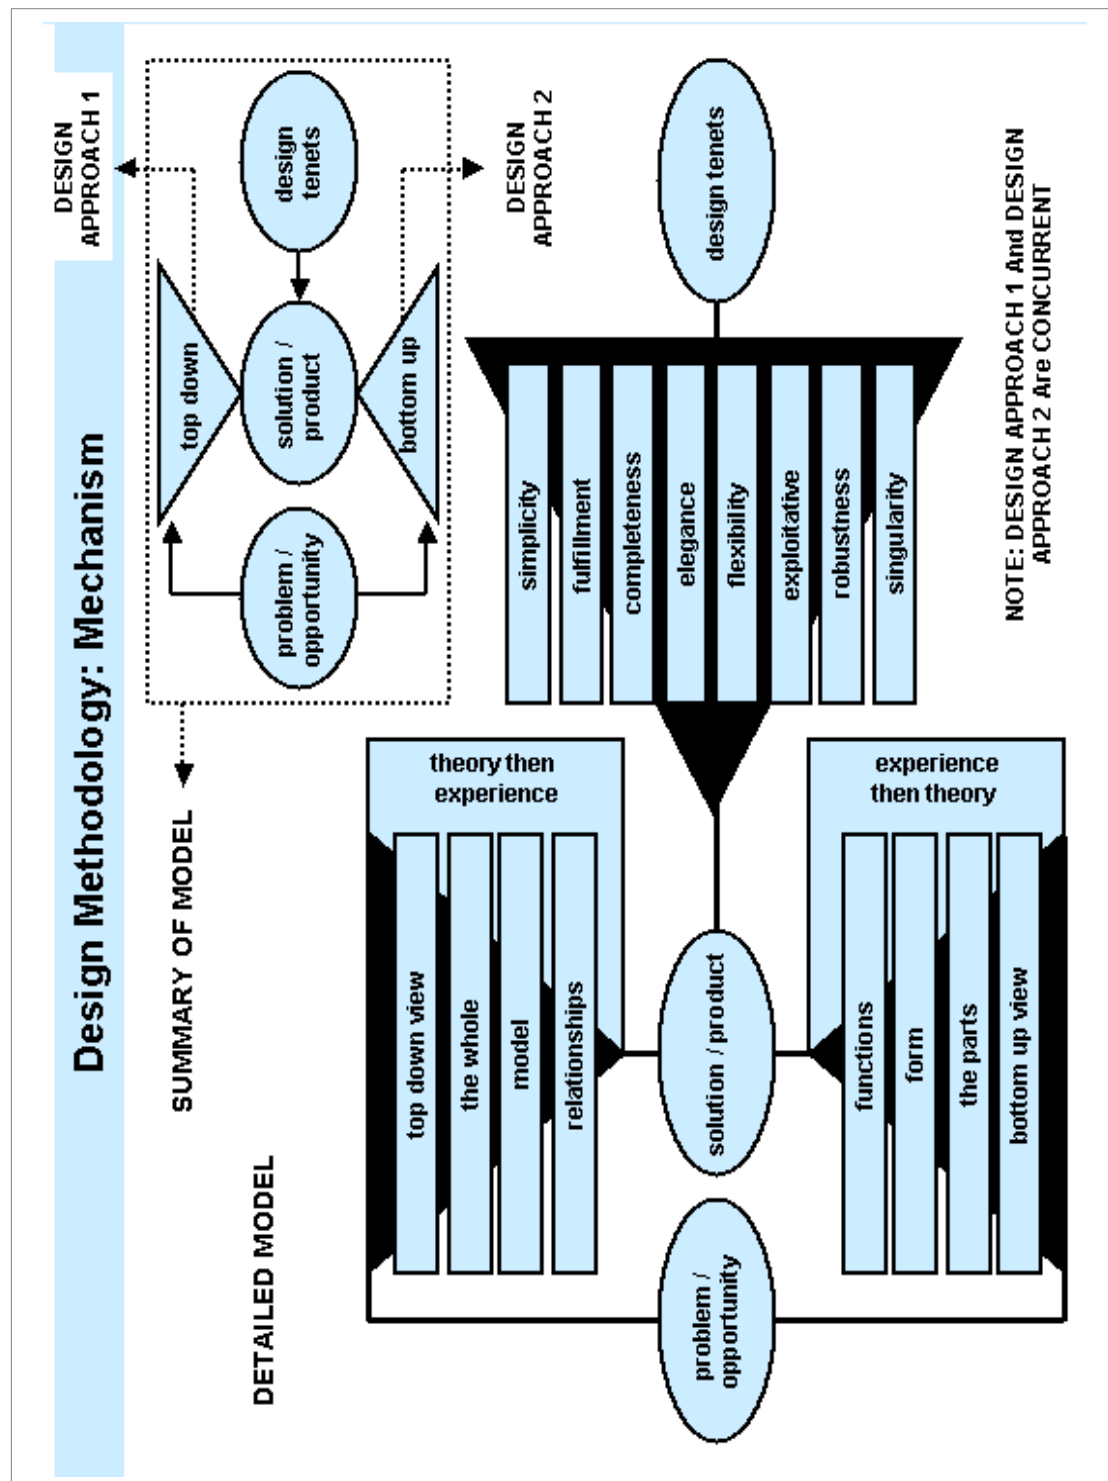 Design Methodology: Mechanism
SUMMARY OF MODEL
DESIGN
APPROACH 1
top down
problem /
opportunity
solution /
product
design
tenets
bottom up
DESIGN
APPROACH 2
DETAILED MODEL
theory then
experience
top down view
the whole
model
relationships
problem /
opportunity
solution / product
simplicity
fulfillment
completeness
elegance
flexibility
exploitative
robustness
singularity
design tenets
experience
then theory
functions
form
the parts
bottom up view
NOTE: DESIGN APPROACH 1 And DESIGN
APPROACH 2 Are CONCURRENT